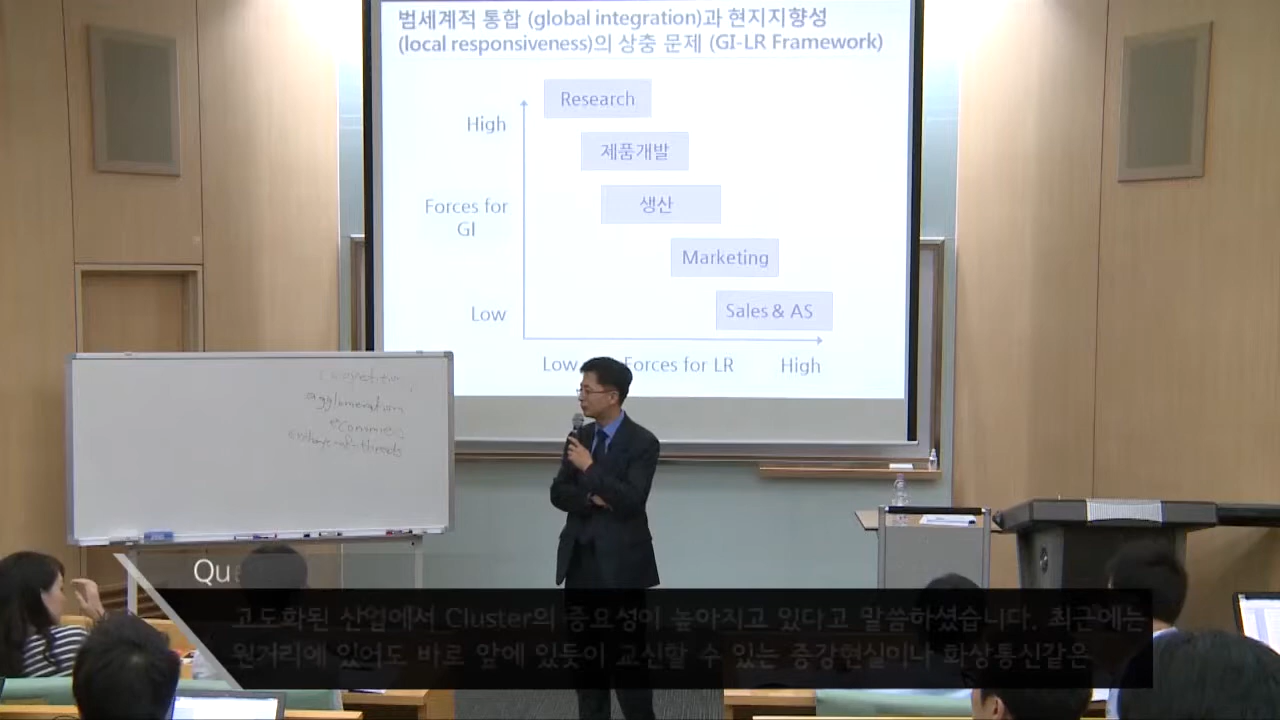 범세계적 통합 (global integration)과 현지지향성
(local responsiveness)의 상충 문제 (GI-LR Framework)
Research
High
제품개발
Forces for
GI
생산
Marketing
Low
Sales & AS
Low Forces for LR High
agglomeration
economies
Qu
고도화된 산업에서 Cluster의 중요성이 높아지고 있다고 말씀하셨습니다. 최근에는
원거리에 있어도 바로 앞에 있듯이 교신할 수 있는 증강현실이나 화상통신같은